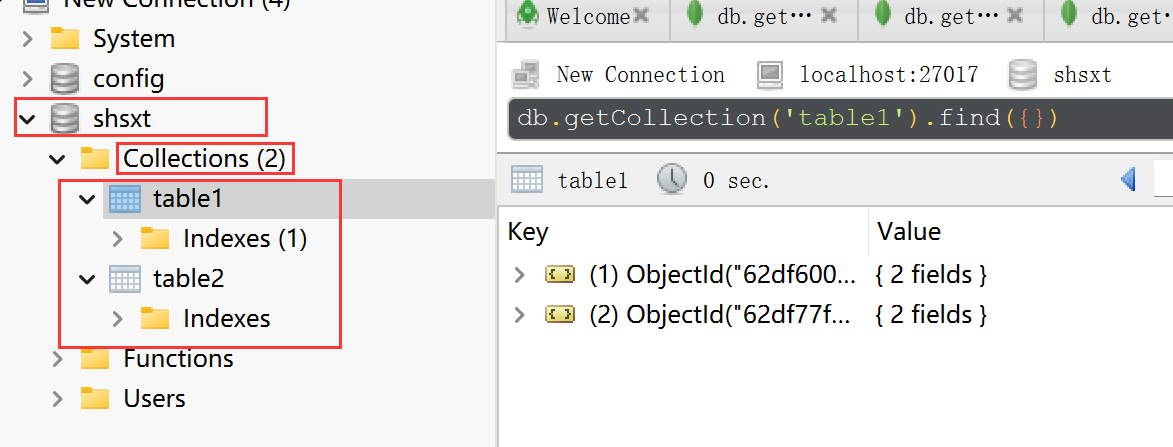 New Connection (4)
System
config
shsxt
Collections (2)
table1
Indexes (1)
table2
Indexes
Functions
Users
Welcome
db.get…
db.get…
db.get
New Connection
localhost:27017
shsxt
db.getCollection('table1').find({})
table1
0 sec.
Key
Value
(1) ObjectId("62df600...
{ 2 fields }
(2) ObjectId("62df77f...
{ 2 fields }